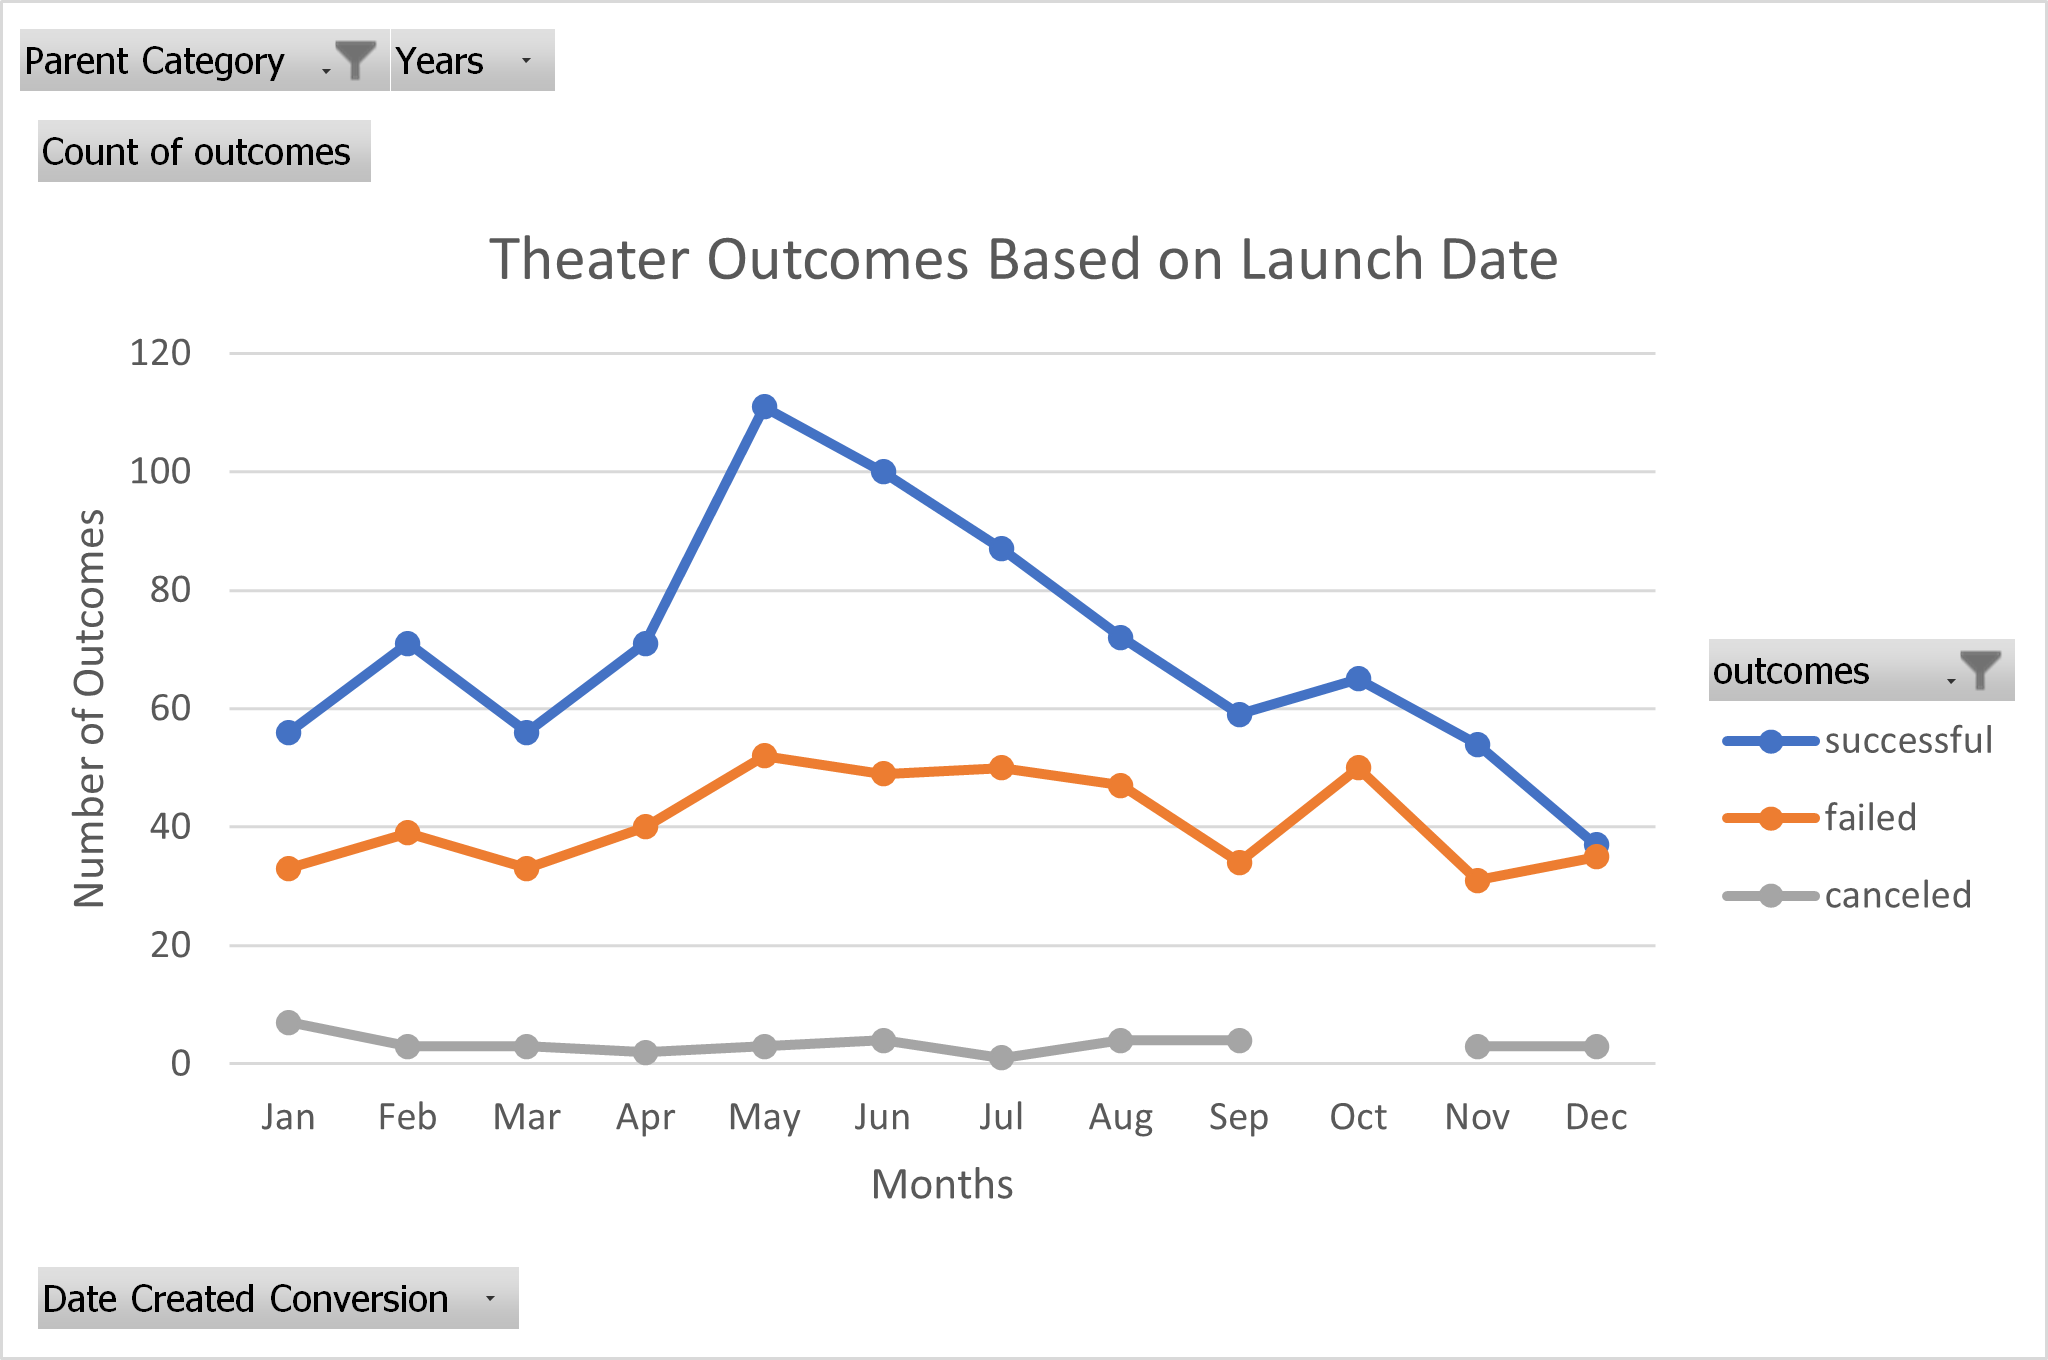 Parent Category Years
Count of outcomes
Theater Outcomes Based on Launch Date
120
100
80
60
40
20
0
Number of Outcomes
Jan Feb Mar Apr May Jun Jul Aug Sep Oct Nov Dec
Months
outcomes
successful
failed
canceled
Date Created Conversion